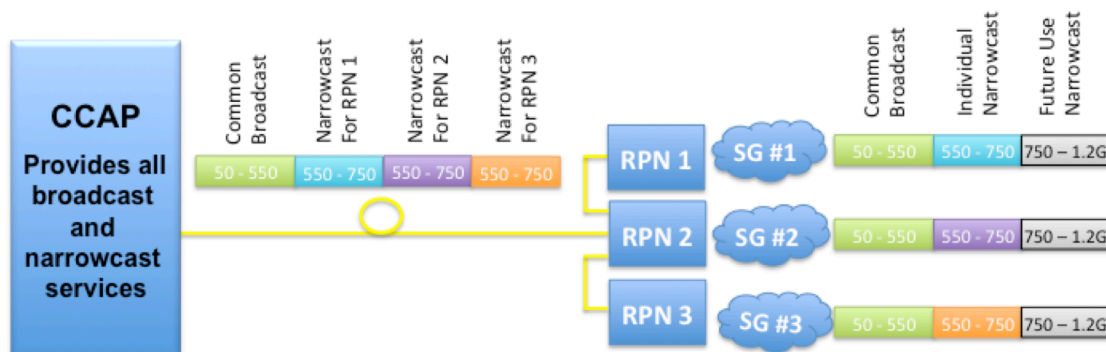 CCAP
Provides all
broadcast
and
narrowcast
services
Common
Broadcast
Narrowcast
For RPN 1
Narrowcast
For RPN 2
Narrowcast
For RPN 3
50 - 550
550 - 750
550 - 750
550 - 750
Common
Broadcast
Individual
Narrowcast
Future Use
Narrowcast
RPN 1
SG #1
50 - 550
550 - 750
750 – 1.2G
RPN 2
SG #2
50 - 550
550 - 750
750 – 1.2G
RPN 3
SG #3
50 - 550
550 - 750
750 – 1.2G